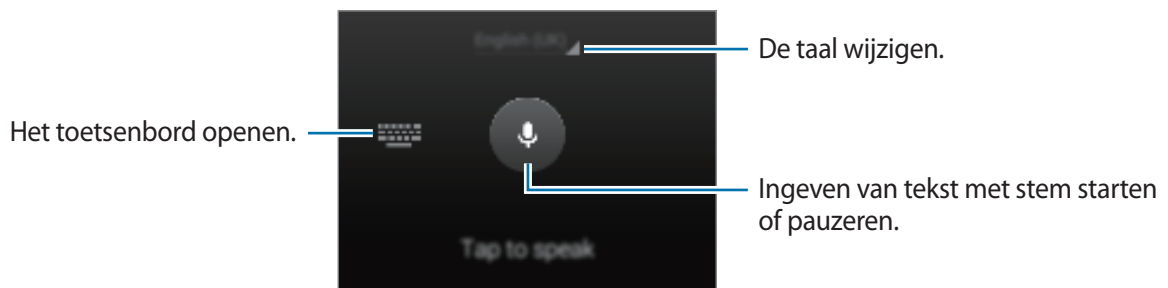 English (UK)
De taal wijzigen.
Het toetsenbord openen.
Ingeven van tekst met stem starten
of pauzeren.
Tap to speak